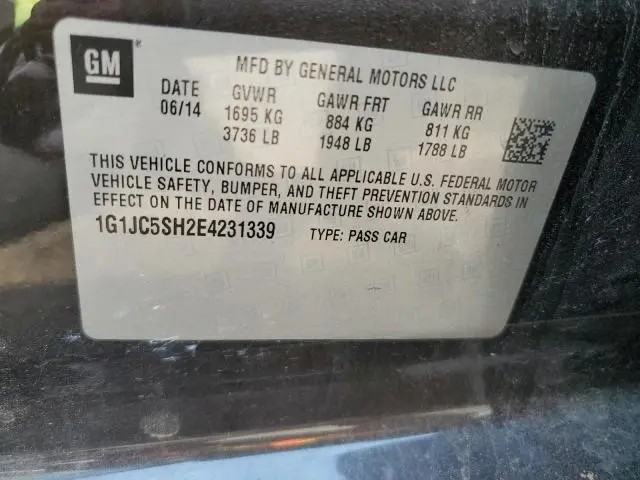 GM
MFD BY GENERAL MOTORS LLC
DATE GVWR GAWR FRT GAWR RR
06/14 1695 KG 884 KG 811 KG
3736 LB 1948 LB 1788 LB
THIS VEHICLE CONFORMS TO ALL APPLICABLE U.S. FEDERAL MOTOR
VEHICLE SAFETY, BUMPER, AND THEFT PREVENTION STANDARDS
IN EFFECT ON THE DATE OF MANUFACTURE SHOWN ABOVE.
1G1JC5SH2E4231339 TYPE: PASS CAR